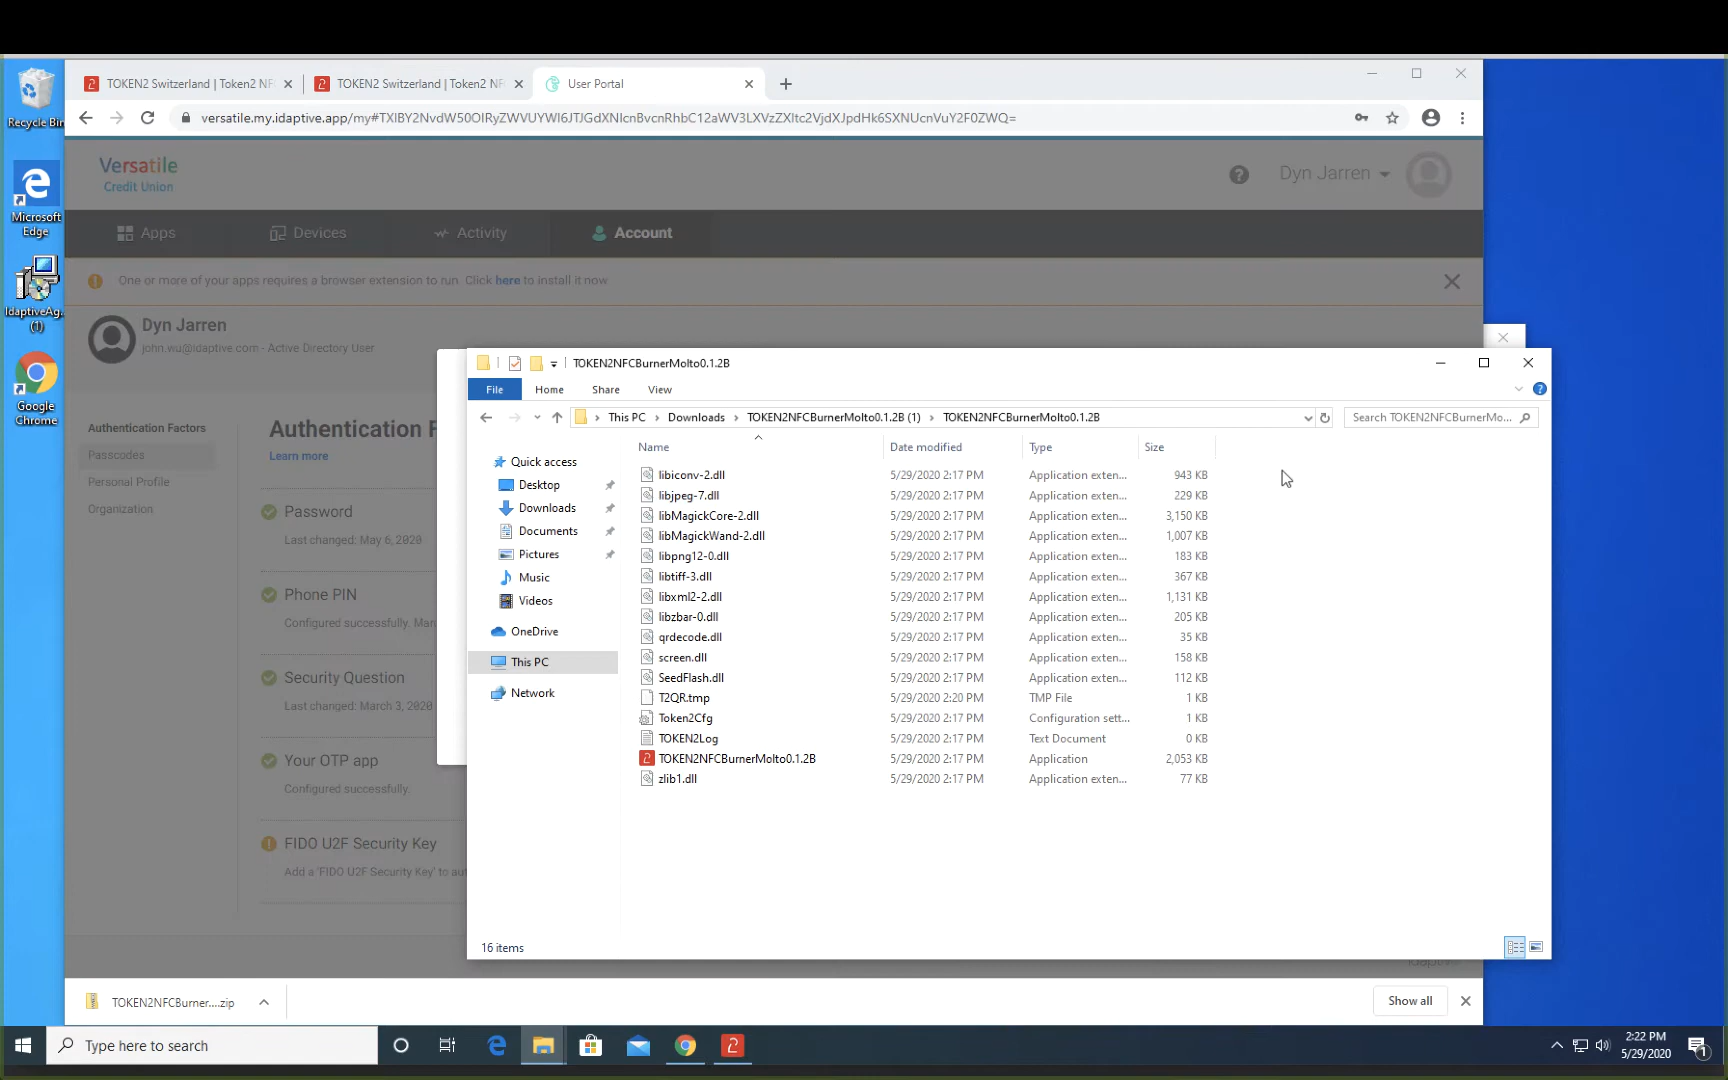 Recycle Bin
Microsoft
Edge
IdaptiveAg...
(1)
Google
Chrome
TOKEN2 Switzerland | Token2 NF
TOKEN2 Switzerland | Token2 NF
User Portal
Versatile
Credit Union
Dyn Jarren
Apps
Devices
Activity
Account
One or more of your apps requires a browser extension to run. Click here to install it now
Dyn Jarren
john.wu@idaptive.com - Active Directory User
Authentication Factors
Passcodes
Personal Profile
Organization
Authentication F
Learn more
Password
Last changed: May 6, 2020
Phone PIN
Configured successfully. Mar
Security Question
Last changed: March 3, 2020
Your OTP app
Configured successfully.
FIDO U2F Security Key
Add a 'FIDO U2F Security Key' to au
TOKEN2NFCBurnerMolto0.1.2B
File
Home
Share
View
This PC
Downloads
TOKEN2NFCBurnerMolto0.1.2B (1)
TOKEN2NFCBurnerMolto0.1.2B
Search TOKEN2NFCBurnerMo...
Quick access
Desktop
Downloads
Documents
Pictures
Music
Videos
OneDrive
This PC
Network
Name Date modified Type Size
libiconv-2.dll 5/29/2020 2:17 PM Application exten... 943 KB
libjpeg-7.dll 5/29/2020 2:17 PM Application exten... 229 KB
libMagickCore-2.dll 5/29/2020 2:17 PM Application exten... 3,150 KB
libMagickWand-2.dll 5/29/2020 2:17 PM Application exten... 1,007 KB
libpng12-0.dll 5/29/2020 2:17 PM Application exten... 183 KB
libtiff-3.dll 5/29/2020 2:17 PM Application exten... 367 KB
libxml2-2.dll 5/29/2020 2:17 PM Application exten... 1,131 KB
libzbar-0.dll 5/29/2020 2:17 PM Application exten... 205 KB
qrdecode.dll 5/29/2020 2:17 PM Application exten... 35 KB
screen.dll 5/29/2020 2:17 PM Application exten... 158 KB
SeedFlash.dll 5/29/2020 2:17 PM Application exten... 112 KB
T2QR.tmp 5/29/2020 2:20 PM TMP File 1 KB
Token2Cfg 5/29/2020 2:17 PM Configuration sett... 1 KB
TOKEN2Log 5/29/2020 2:17 PM Text Document 0 KB
TOKEN2NFCBurnerMolto0.1.2B 5/29/2020 2:17 PM Application 2,053 KB
zlib1.dll 5/29/2020 2:17 PM Application exten... 77 KB
16 items
TOKEN2NFCBurner....zip
Show all
Type here to search
2:22 PM
5/29/2020
1